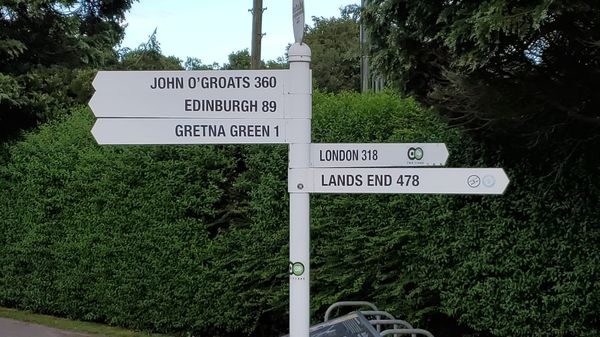 JOHN O'GROATS 360
EDINBURGH 89
GRETNA GREEN 1
LONDON 318
LANDS END 478